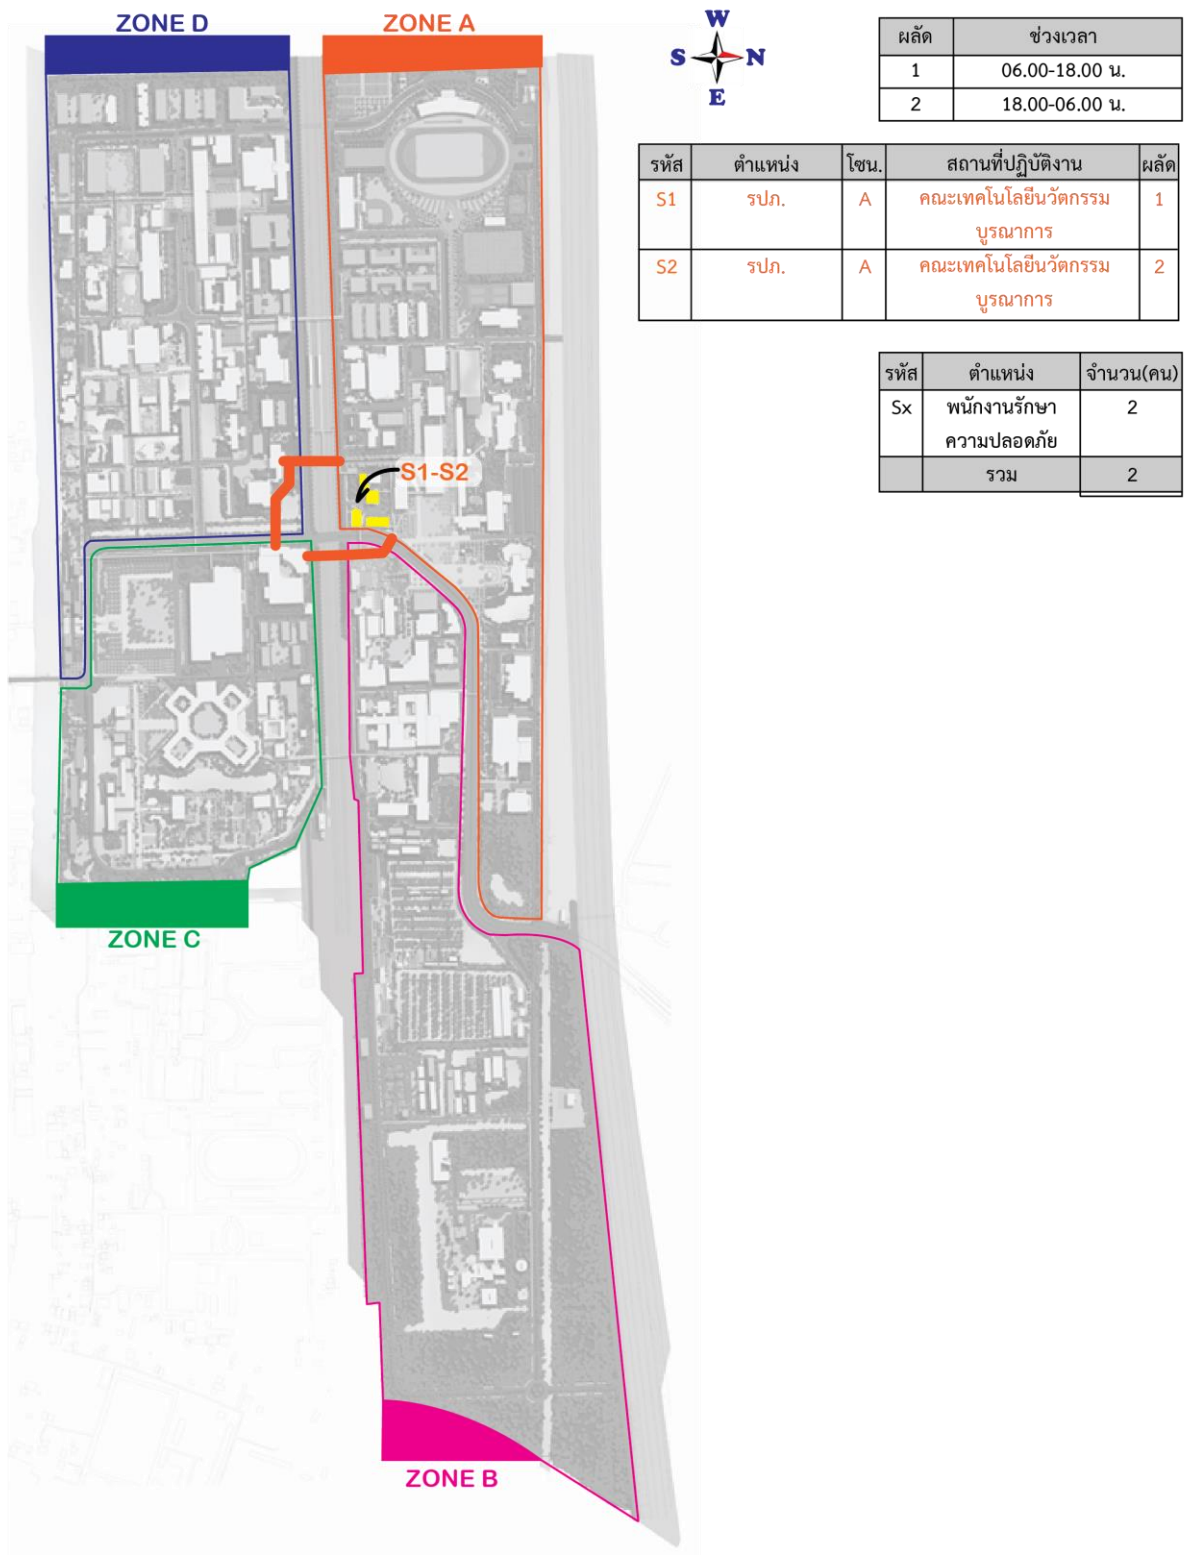 ZONE D
ZONE A
W
S N
E
ผลัด ช่วงเวลา
1 06.00-18.00 น.
2 18.00-06.00 น.
รหัส ตำแหน่ง โซน. สถานที่ปฏิบัติงาน ผลัด
S1 รปภ. A คณะเทคโนโลยีนวัตกรรม 1
บูรณาการ
S2 รปภ. A คณะเทคโนโลยีนวัตกรรม 2
บูรณาการ
รหัส ตำแหน่ง จำนวน(คน)
Sx พนักงานรักษา 2
ความปลอดภัย
รวม 2
S1-S2
ZONE C
ZONE B